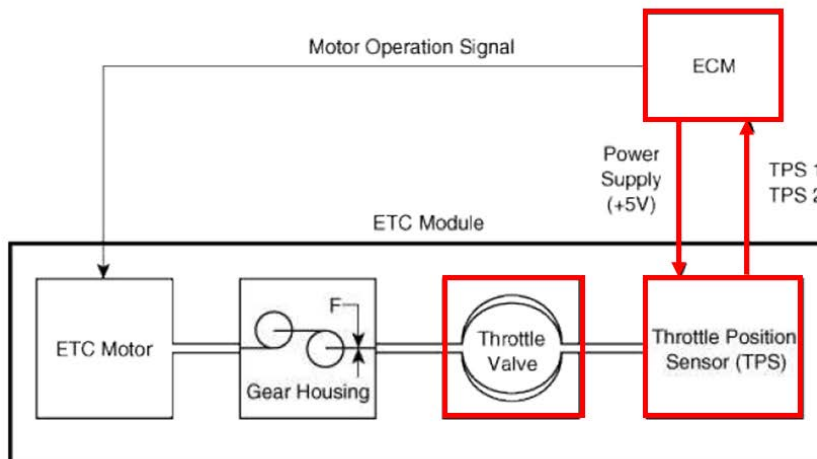 Motor Operation Signal
ECM
Power
Supply
(+5V)
TPS 1
TPS 2
ETC Module
ETC Motor
F
Gear Housing
Throttle
Valve
Throttle Position
Sensor (TPS)